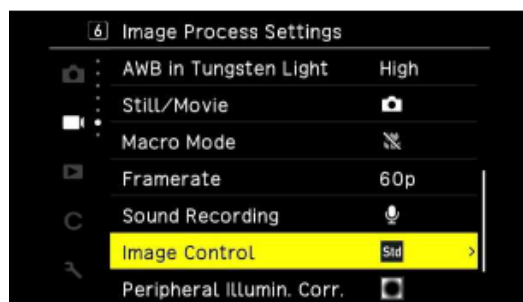 6 Image Process Settings
AWB in Tungsten Light High
Still/Movie
Macro Mode
Framerate 60p
C Sound Recording
Image Control Std >
Peripheral Illumin. Corr.